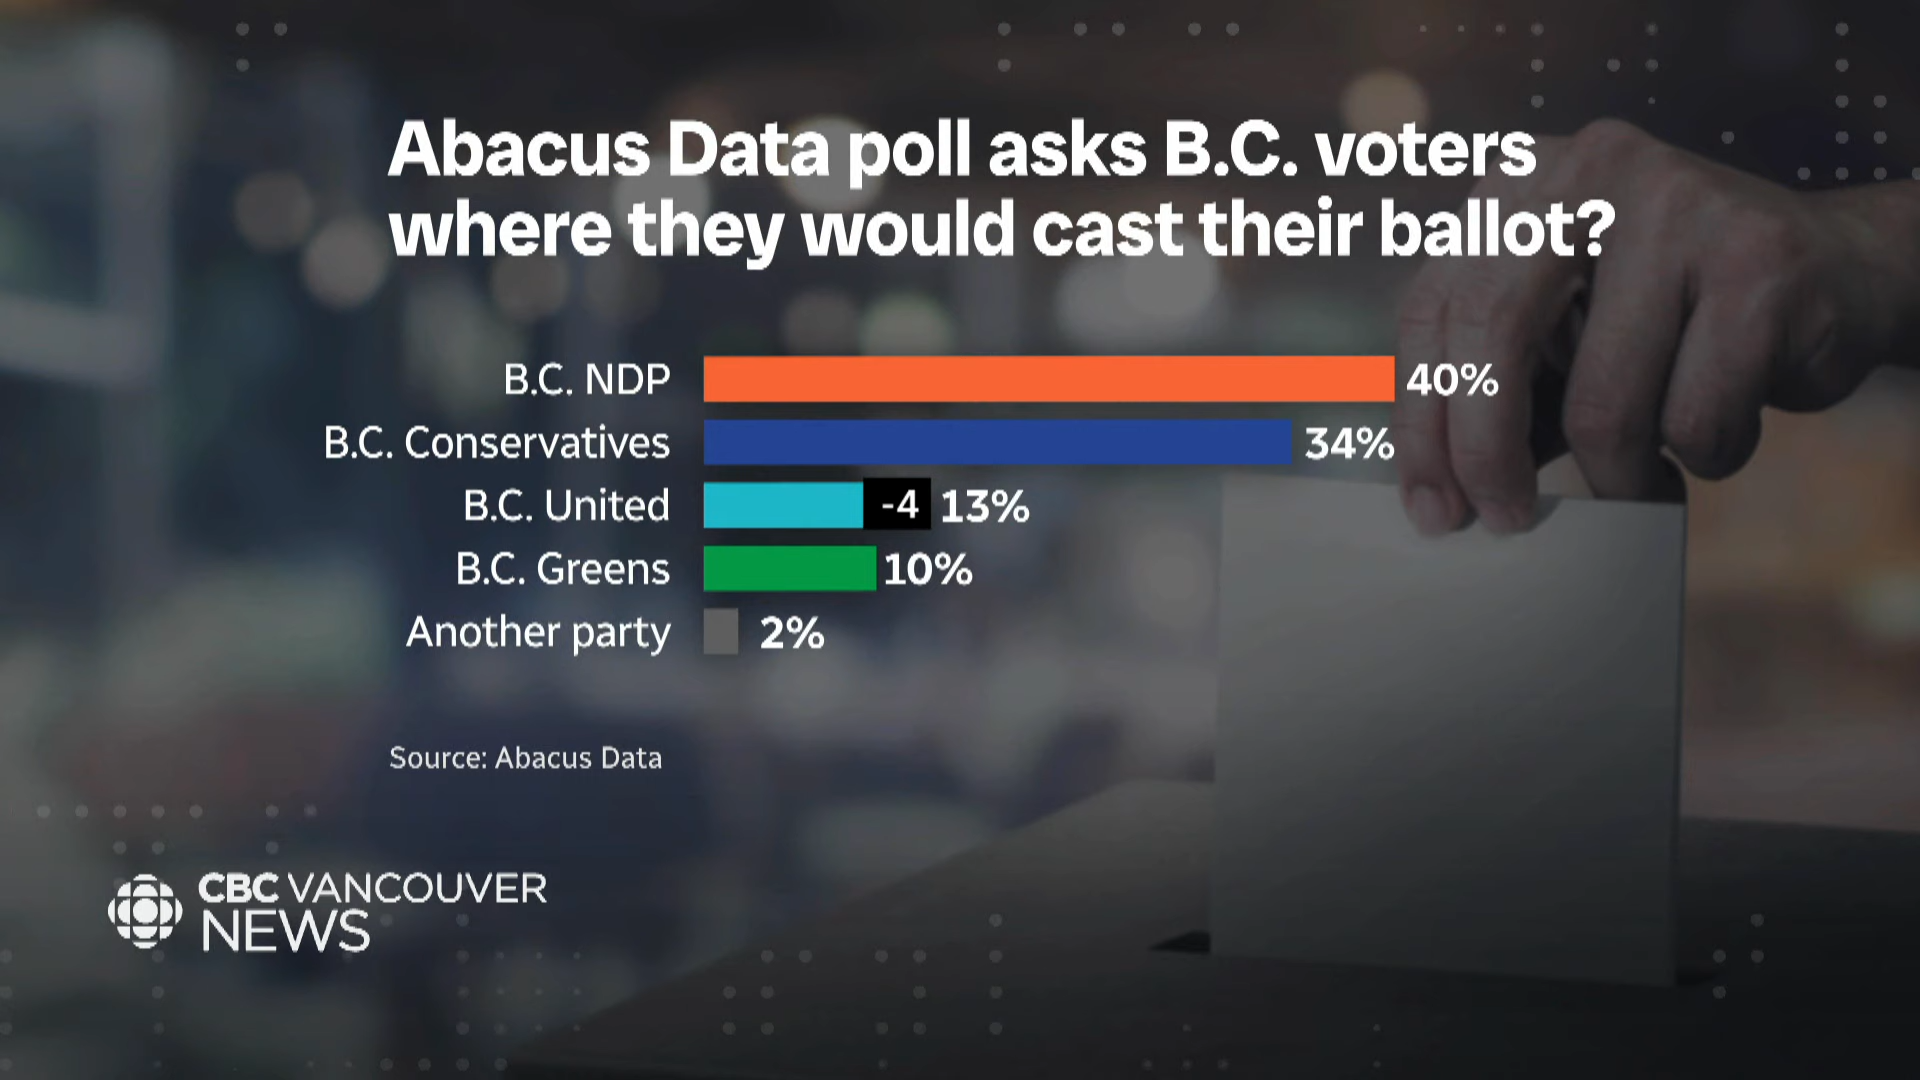 Abacus Data poll asks B.C. voters
where they would cast their ballot?
B.C. NDP 40%
B.C. Conservatives 34%
B.C. United -4 13%
B.C. Greens 10%
Another party 2%
Source: Abacus Data
CBC VANCOUVER
NEWS